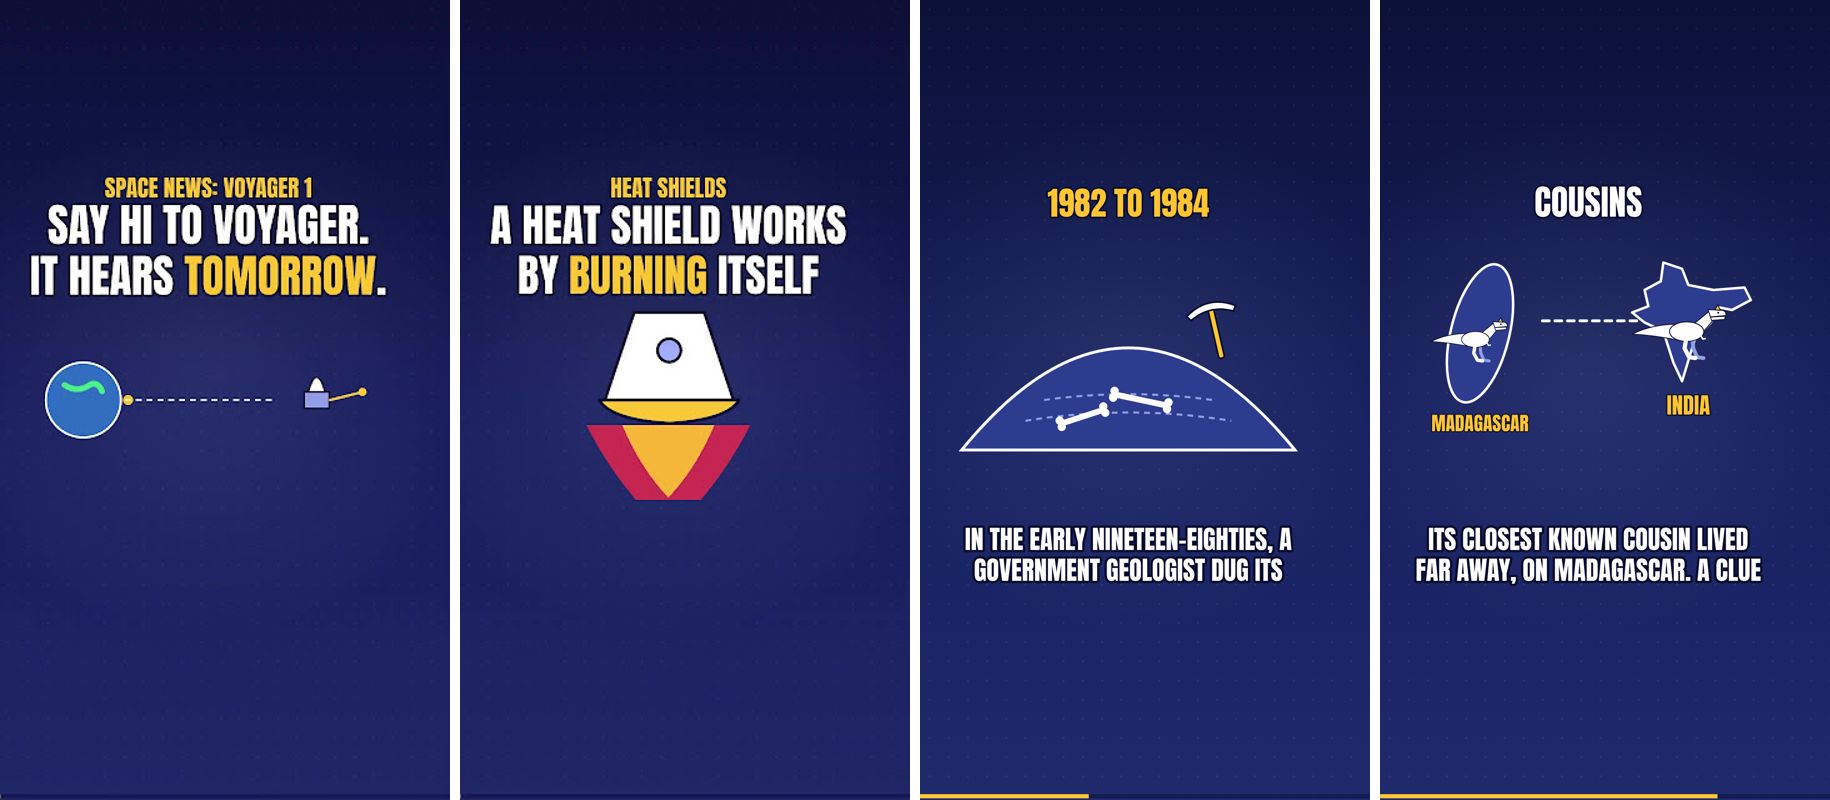 SPACE NEWS: VOYAGER 1
SAY HI TO VOYAGER.
IT HEARS TOMORROW.
HEAT SHIELDS
A HEAT SHIELD WORKS
BY BURNING ITSELF
1982 TO 1984
IN THE EARLY NINETEEN-EIGHTIES, A
GOVERNMENT GEOLOGIST DUG ITS
COUSINS
MADAGASCAR
INDIA
ITS CLOSEST KNOWN COUSIN LIVED
FAR AWAY, ON MADAGASCAR. A CLUE